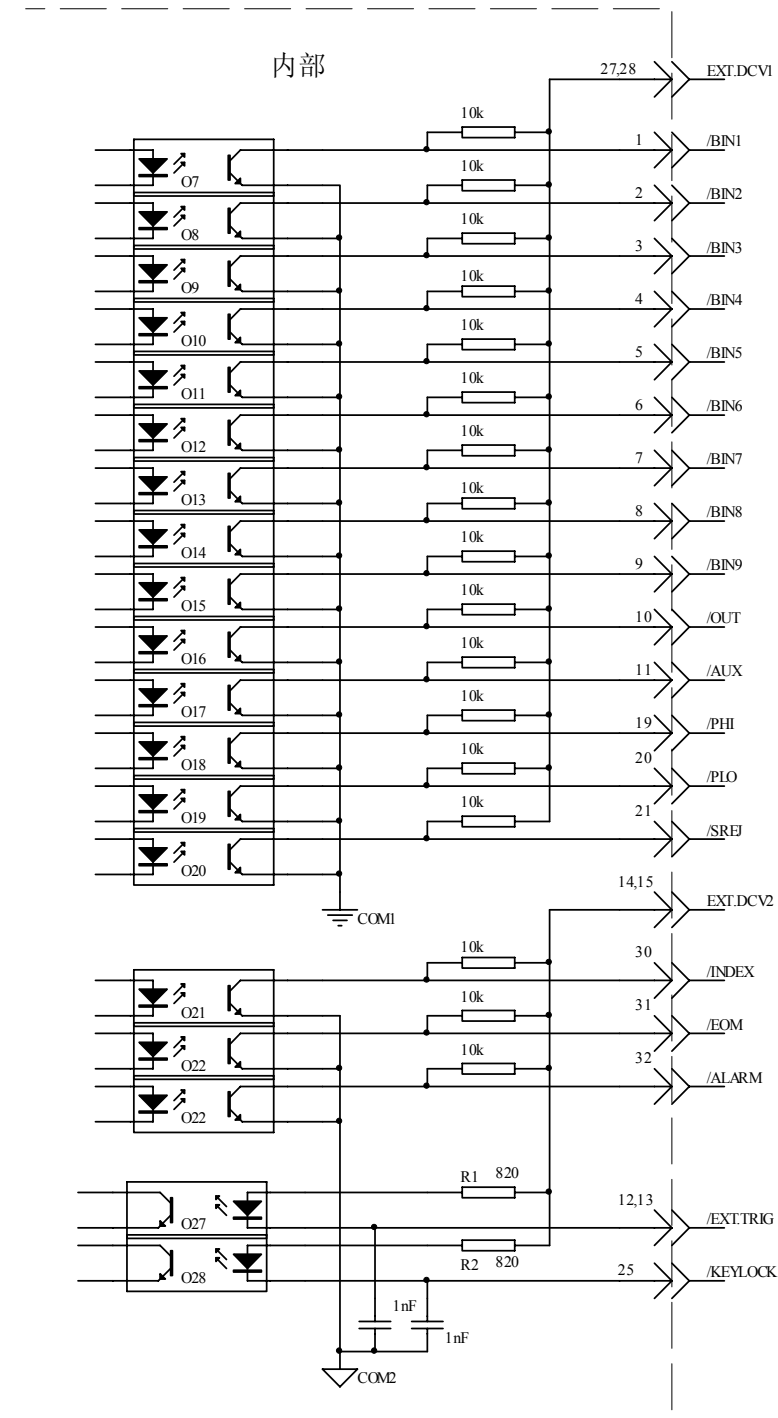 内部
27,28 EXT.DCV1
10k
1 /BIN1
O7
10k
2 /BIN2
O8
10k
3 /BIN3
O9
10k
4 /BIN4
O10
10k
5 /BIN5
O11
10k
6 /BIN6
O12
10k
7 /BIN7
O13
10k
8 /BIN8
O14
10k
9 /BIN9
O15
10k
10 /OUT
O16
10k
11 /AUX
O17
10k
19 /PHI
O18
10k
20 /PLO
O19
10k
21 /SREJ
O20
14,15 EXT.DCV2
COM1
10k
30 /INDEX
O21
10k
31 /EOM
O22
10k
32 /ALARM
O22
R1 820
12,13 /EXT.TRIG
O27
R2 820
25 /KEYLOCK
O28
1nF
1nF
COM2